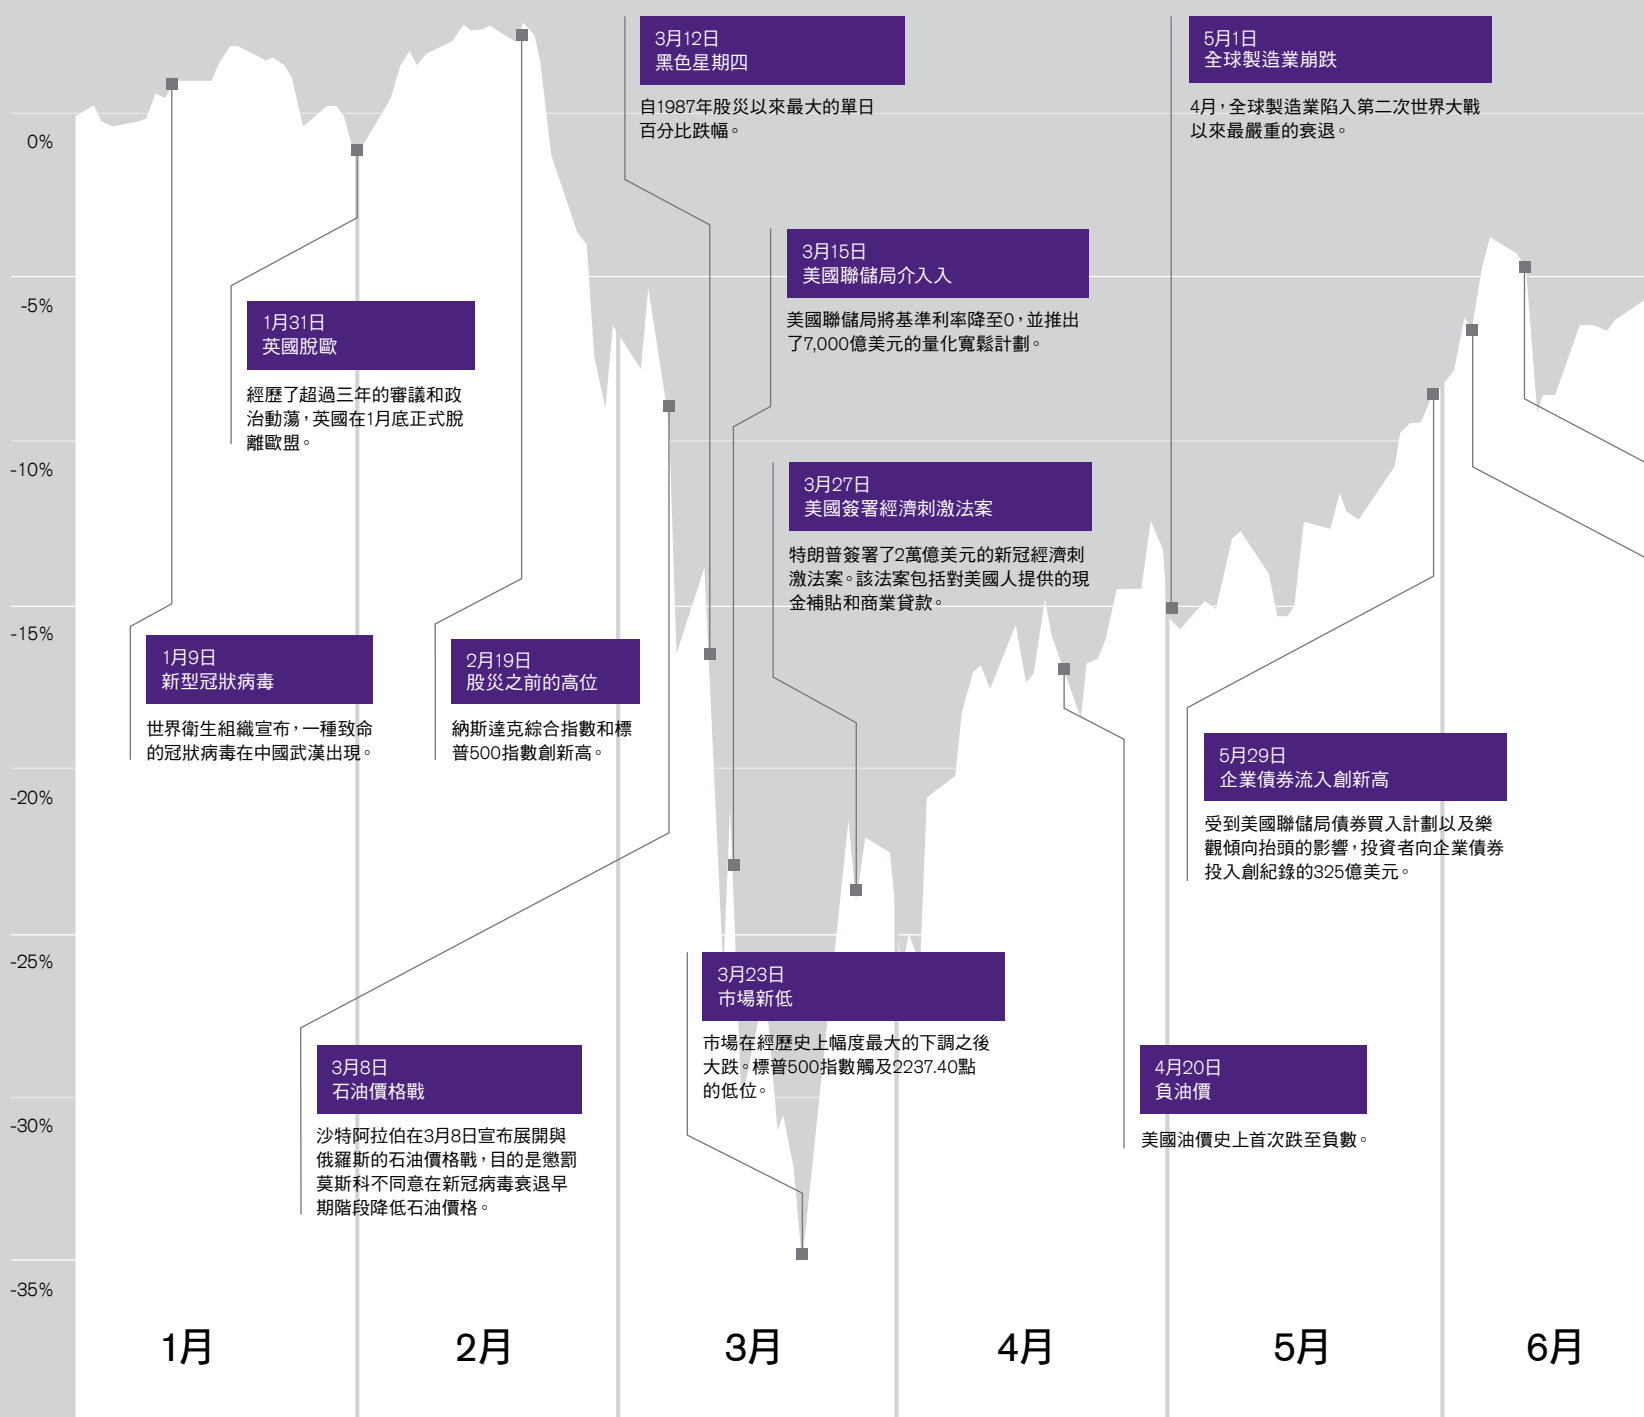 3月12日
黑色星期四
自1987年股災以來最大的單日
百分比跌幅。
5月1日
全球製造業崩跌
4月，全球製造業陷入第二次世界大戰
以來最嚴重的衰退。
0%
-5%
-10%
-15%
-20%
-25%
-30%
-35%
1月31日
英國脫歐
經歷了超過三年的審議和政
治動蕩，英國在1月底正式脫
離歐盟。
3月15日
美國聯儲局介入入
美國聯儲局將基準利率降至0，並推出
了7,000億美元的量化寬鬆計劃。
3月27日
美國簽署經濟刺激法案
特朗普簽署了2萬億美元的新冠經濟刺
激法案。該法案包括對美國人提供的現
金補貼和商業貸款。
1月9日
新型冠狀病毒
世界衛生組織宣布，一種致命
的冠狀病毒在中國武漢出現。
2月19日
股災之前的高位
納斯達克綜合指數和標
普500指數創新高。
5月29日
企業債券流入創新高
受到美國聯儲局債券買入計劃以及樂
觀傾向抬頭的影響，投資者向企業債券
投入創紀錄的325億美元。
3月23日
市場新低
市場在經歷史上幅度最大的下調之後
大跌。標普500指數觸及2237.40點
的低位。
3月8日
石油價格戰
沙特阿拉伯在3月8日宣布展開與
俄羅斯的石油價格戰，目的是懲罰
莫斯科不同意在新冠病毒衰退早
期階段降低石油價格。
4月20日
負油價
美國油價史上首次跌至負數。
1月
2月
3月
4月
5月
6月